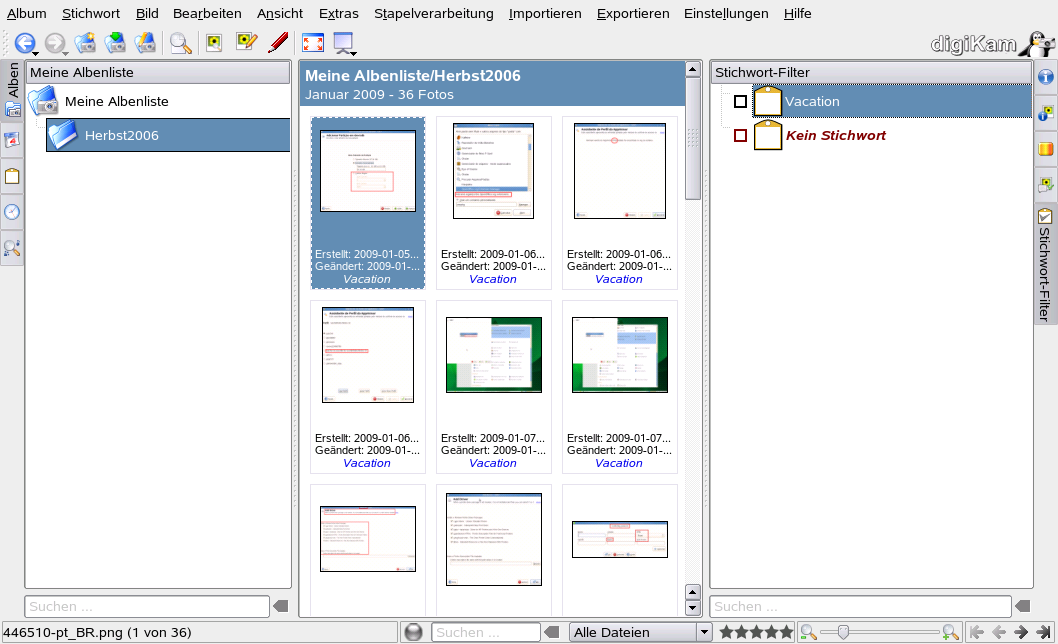 Album Stichwort Bild Bearbeiten Ansicht Extras Stapelverarbeitung Importieren Exportieren Einstellungen Hilfe
digiKam
Alben
Meine Albenliste
Meine Albenliste
Herbst2006
Suchen ...
Meine Albenliste/Herbst2006
Januar 2009 - 36 Fotos
Erstellt: 2009-01-05... Erstellt: 2009-01-06... Erstellt: 2009-01-06...
Geändert: 2009-01-... Geändert: 2009-01-... Geändert: 2009-01-...
Vacation Vacation Vacation
Erstellt: 2009-01-06... Erstellt: 2009-01-07... Erstellt: 2009-01-07...
Geändert: 2009-01-... Geändert: 2009-01-... Geändert: 2009-01-...
Vacation Vacation Vacation
Stichwort-Filter
Vacation
Kein Stichwort
Suchen ...
Stichwort-Filter
446510-pt_BR.png (1 von 36) Suchen ... Alle Dateien